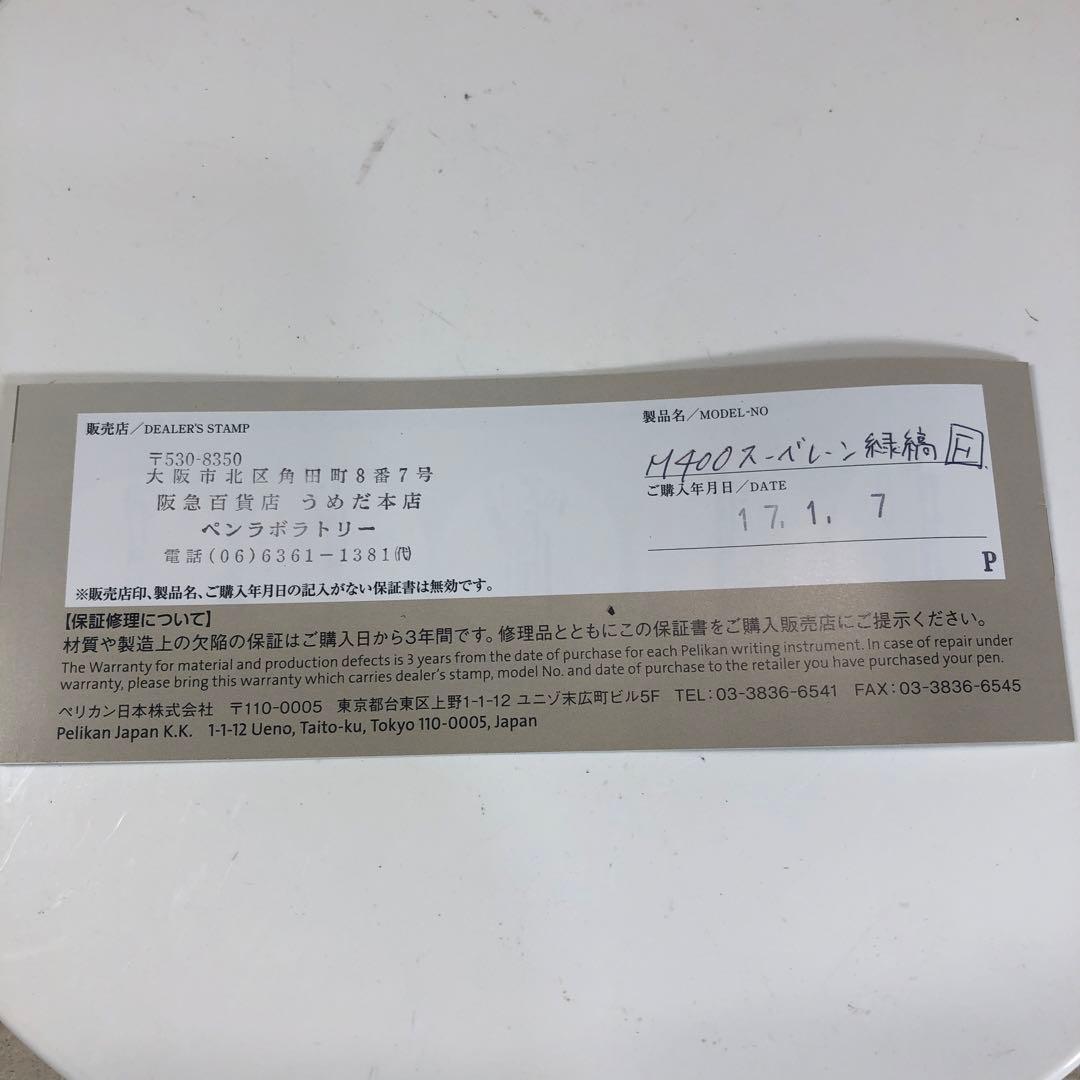 販売店/DEALER'S STAMP
〒530-8350
大阪市北区角田町8番7号
阪急百貨店 うめだ本店
ペンラボラトリー
電話(06)6361-1381㈹
※販売店印、製品名、ご購入年月日の記入がない保証書は無効です。
製品名/MODEL-NO
M400スーベレーン緑縞 F
ご購入年月日/DATE
17. 1. 7
P
【保証修理について】
材質や製造上の欠陥の保証はご購入日から3年間です。修理品とともにこの保証書をご購入販売店にご提示ください。
The Warranty for material and production defects is 3 years from the date of purchase for each Pelikan writing instrument. In case of repair under
warranty, please bring this warranty which carries dealer's stamp, model No. and date of purchase to the retailer you have purchased your pen.
ペリカン日本株式会社 〒110-0005 東京都台東区上野1-1-12 ユニゾ末広町ビル5F TEL:03-3836-6541 FAX:03-3836-6545
Pelikan Japan K.K. 1-1-12 Ueno, Taito-ku, Tokyo 110-0005, Japan